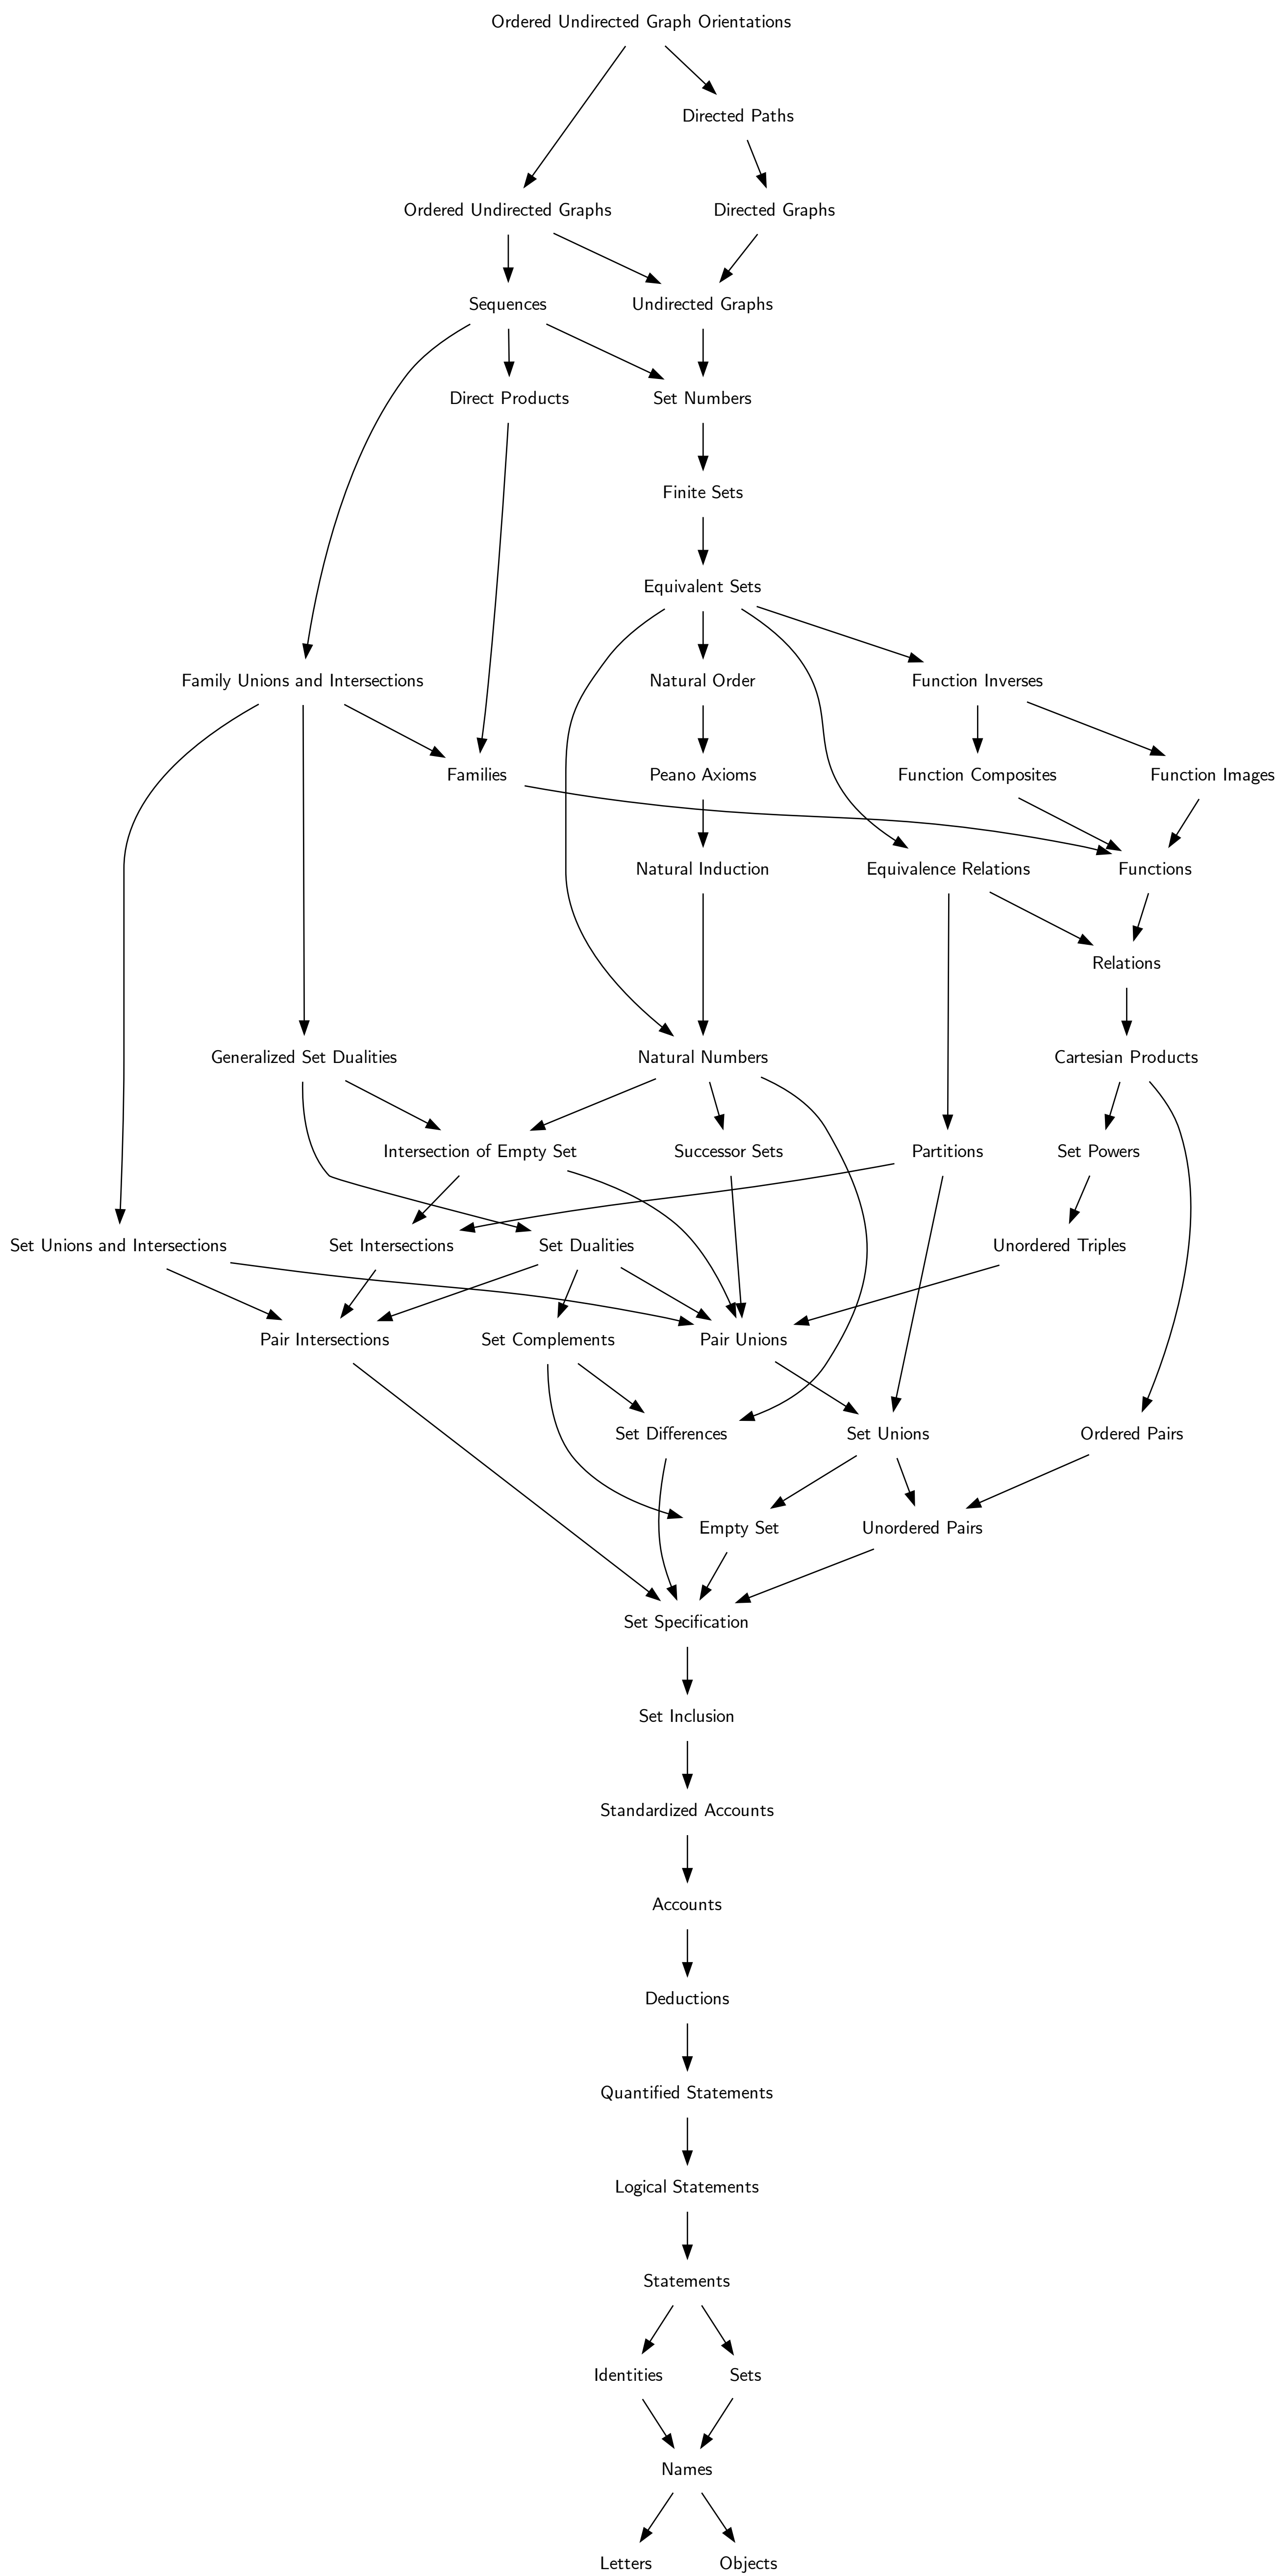 Ordered Undirected Graph Orientations
Directed Paths
Ordered Undirected Graphs
Directed Graphs
Sequences
Undirected Graphs
Direct Products
Set Numbers
Finite Sets
Equivalent Sets
Family Unions and Intersections
Natural Order
Function Inverses
Families
Peano Axioms
Function Composites
Function Images
Natural Induction
Equivalence Relations
Functions
Relations
Generalized Set Dualities
Natural Numbers
Cartesian Products
Intersection of Empty Set
Successor Sets
Partitions
Set Powers
Set Unions and Intersections
Set Intersections
Set Dualities
Unordered Triples
Pair Intersections
Set Complements
Pair Unions
Set Differences
Set Unions
Ordered Pairs
Empty Set
Unordered Pairs
Set Specification
Set Inclusion
Standardized Accounts
Accounts
Deductions
Quantified Statements
Logical Statements
Statements
Identities
Sets
Names
Letters
Objects